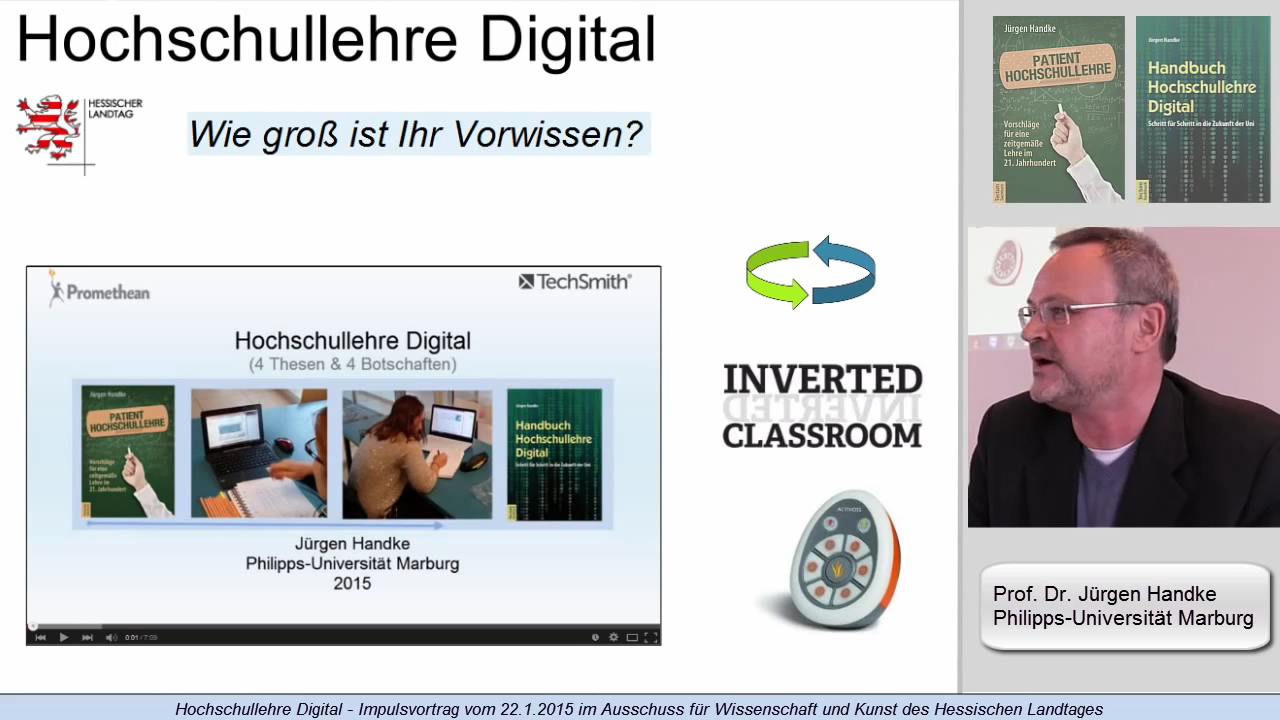 Hochschullehre Digital
HESSISCHER
LANDTAG
Wie groß ist Ihr Vorwissen?
Promethean
TechSmith®
Hochschullehre Digital
(4 Thesen & 4 Botschaften)
Jürgen Handke
PATIENT
HOCHSCHULLEHRE
Vorschläge
für eine
zeitgemäße
Lehre im
21. Jahrhundert
Jürgen Handke
Handbuch
Hochschullehre
Digital
Schritt für Schritt in die Zukunft der Uni
Jürgen Handke
Philipps-Universität Marburg
2015
0:01 / 7:09
INVERTED
INVERTED
CLASSROOM
ACTIVOTE
Jürgen Handke
PATIENT
HOCHSCHULLEHRE
Vorschläge
für eine
zeitgemäße
Lehre im
21. Jahrhundert
Jürgen Handke
Handbuch
Hochschullehre
Digital
Schritt für Schritt in die Zukunft der Uni
Prof. Dr. Jürgen Handke
Philipps-Universität Marburg
Hochschullehre Digital - Impulsvortrag vom 22.1.2015 im Ausschuss für Wissenschaft und Kunst des Hessischen Landtages